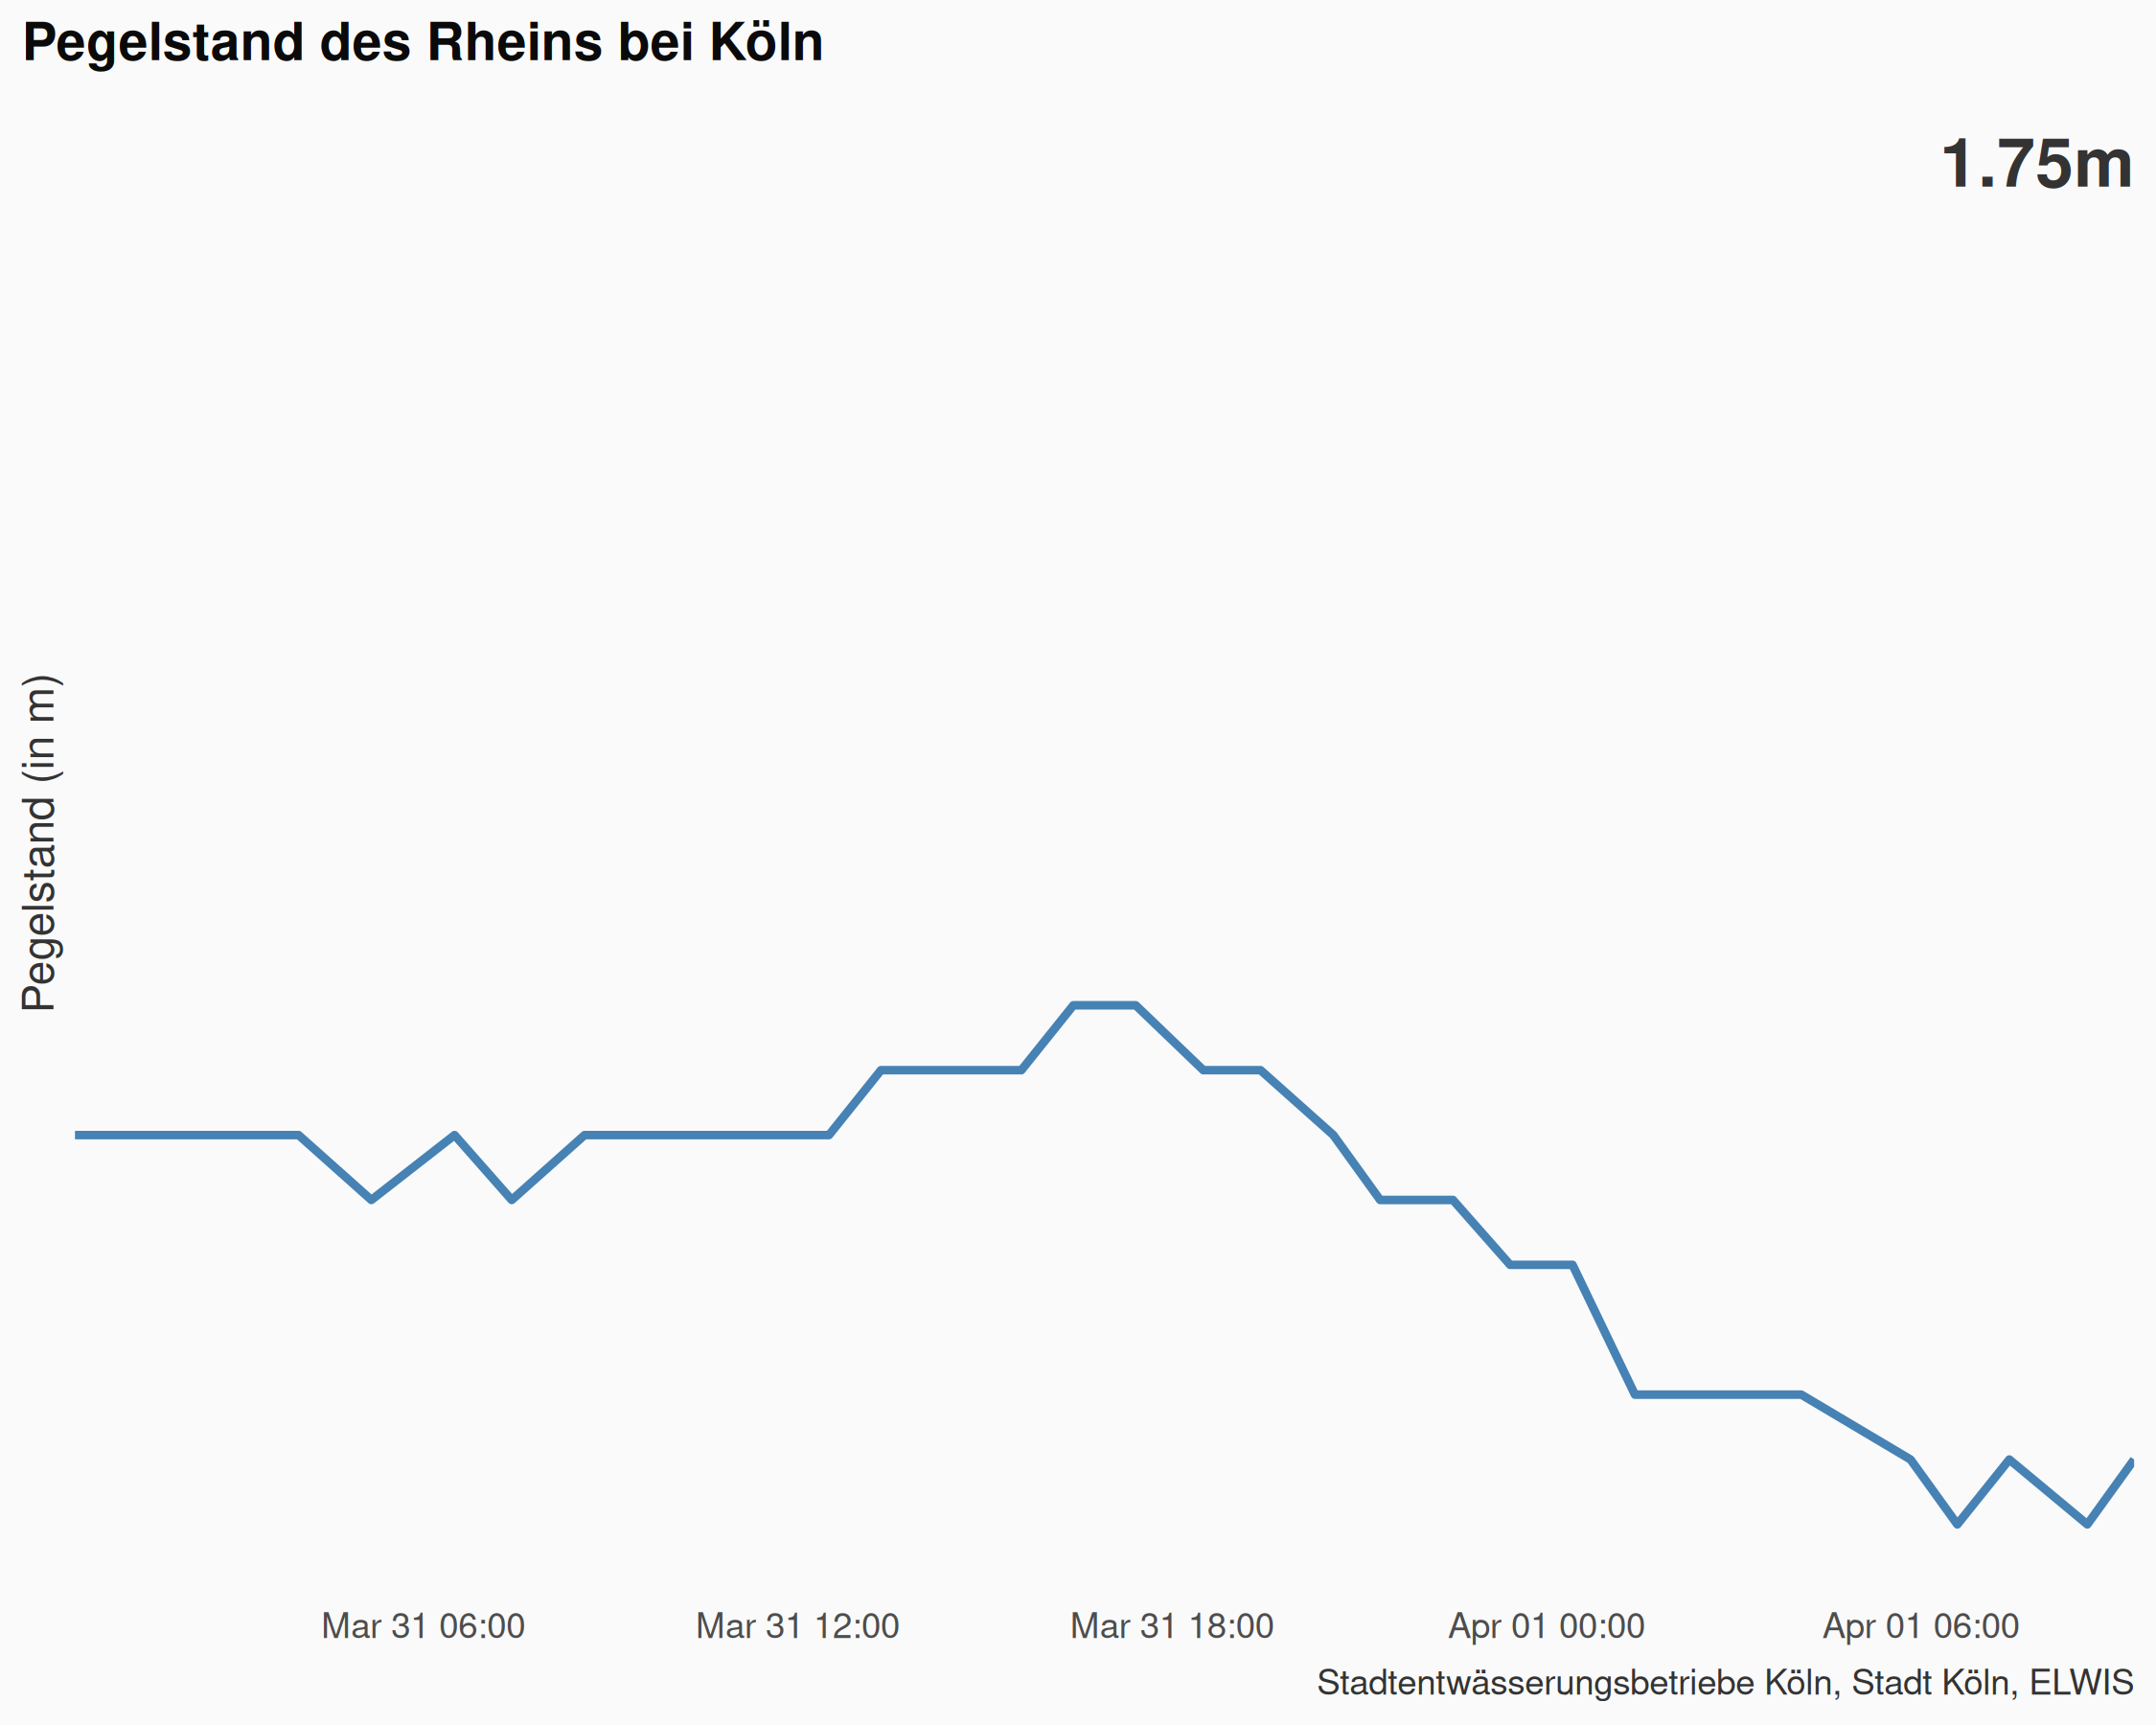 Pegelstand des Rheins bei Köln
1.75m
Pegelstand (in m)
Mar 31 06:00 Mar 31 12:00 Mar 31 18:00 Apr 01 00:00 Apr 01 06:00
Stadtentwässerungsbetriebe Köln, Stadt Köln, ELWIS